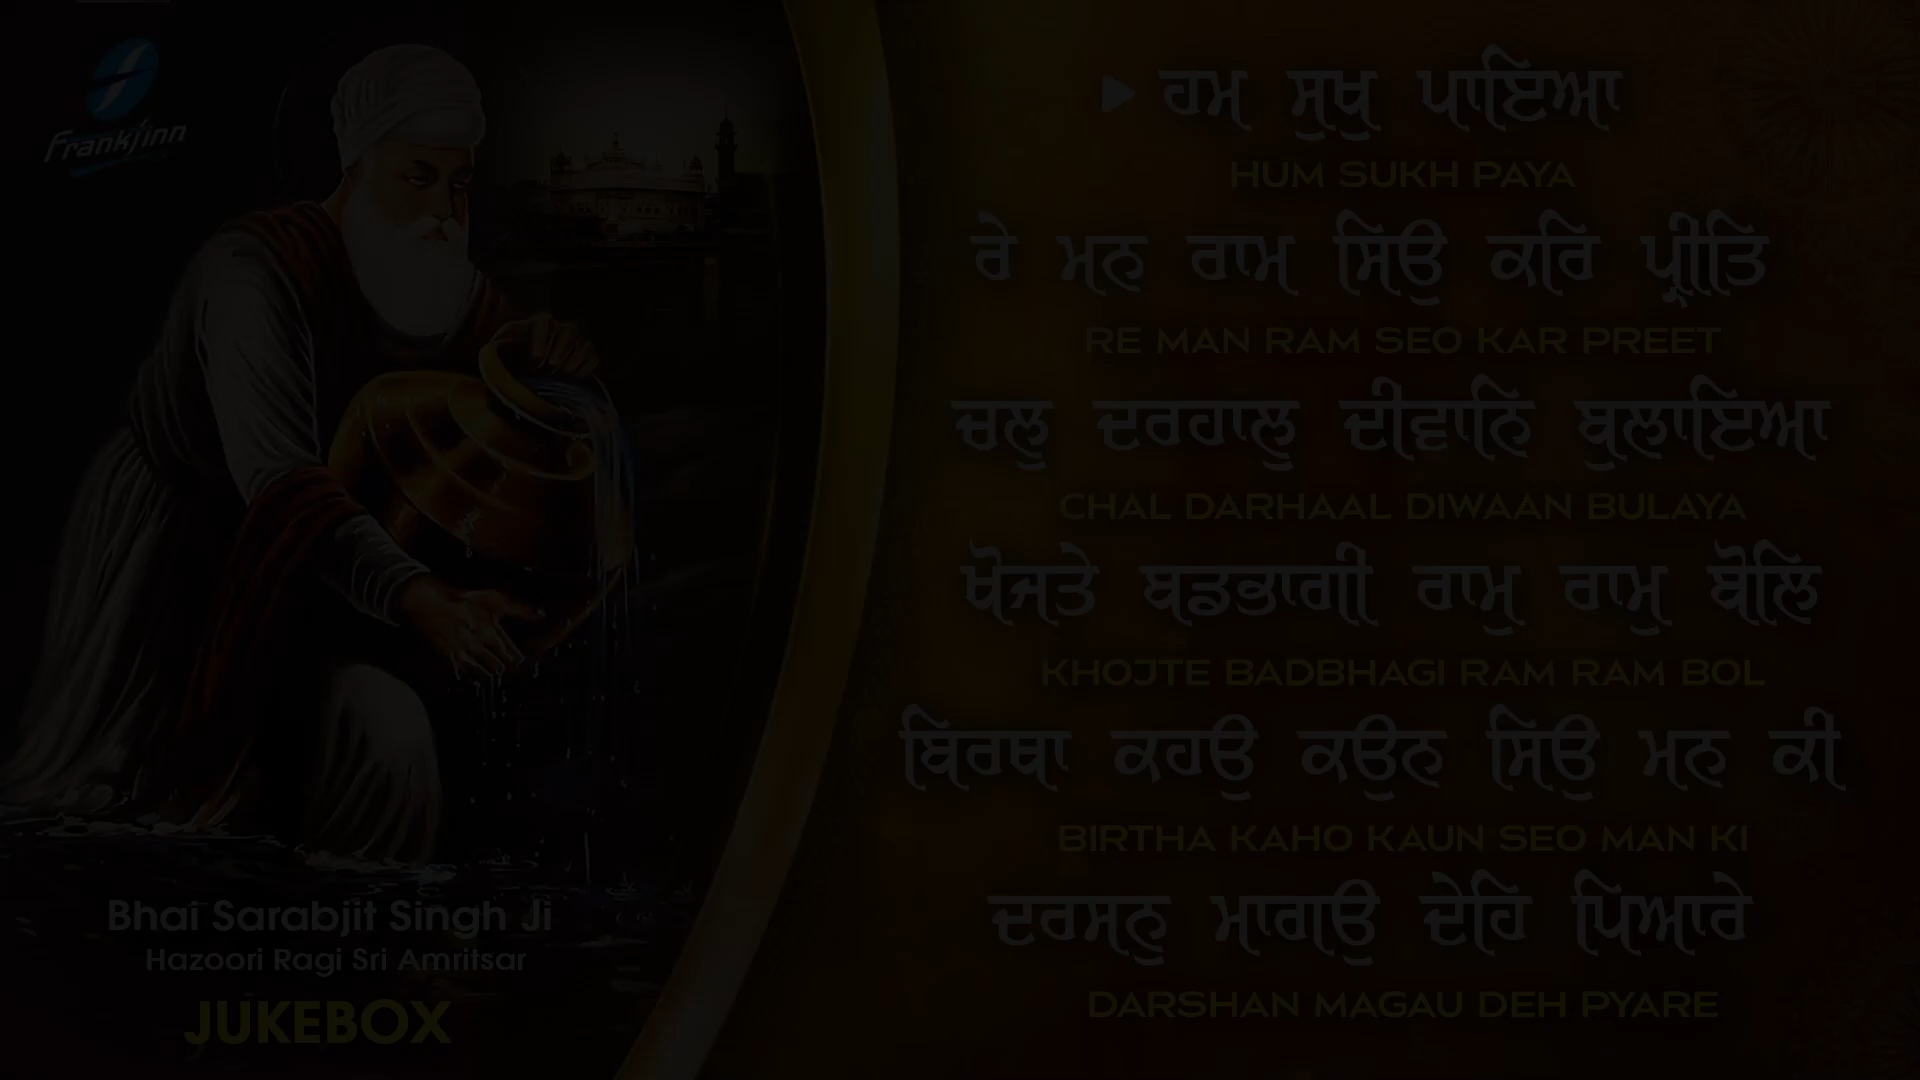 Frankfinn
ਹਮ ਸੁਖੁ ਪਾਇਆ
HUM SUKH PAYA
ਰੇ ਮਨ ਰਾਮ ਸਿਉ ਕਰਿ ਪ੍ਰੀਤਿ
RE MAN RAM SEO KAR PREET
ਚਲੁ ਦਰਹਾਲੁ ਦੀਵਾਨਿ ਬੁਲਾਇਆ
CHAL DARHAAL DIWAAN BULAYA
ਖੋਜਤੇ ਬਡਭਾਗੀ ਰਾਮੁ ਰਾਮੁ ਬੋਲਿ
KHOJTE BADBHAGI RAM RAM BOL
ਬਿਰਥਾ ਕਹਉ ਕਉਨੁ ਸਿਉ ਮਨ ਕੀ
BIRTHA KAHO KAUN SEO MAN KI
ਦਰਸਨੁ ਮਾਗਉ ਦੇਹਿ ਪਿਆਰੇ
DARSHAN MAGAU DEH PYARE
Bhai Sarabjit Singh Ji
Hazoori Ragi Sri Amritsar
JUKEBOX